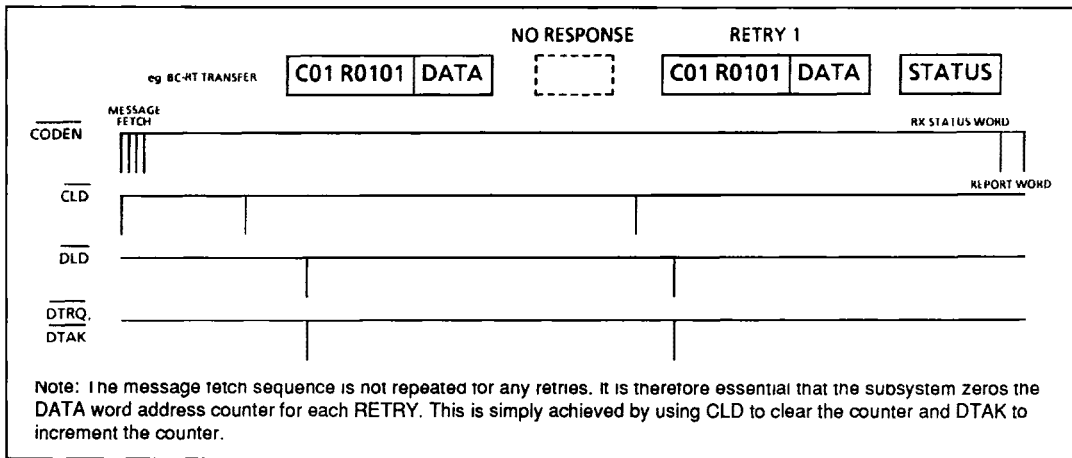 NO RESPONSE RETRY 1
eg BC-RT TRANSFER C01 R0101 DATA C01 R0101 DATA STATUS
MESSAGE
FETCH
CODEN RX STATUS WORD
REPORT WORD
CLD
DLD
DTRQ,
DTAK
Note: The message fetch sequence is not repeated for any retries. It is therefore essential that the subsystem zeros the
DATA word address counter for each RETRY. This is simply achieved by using CLD to clear the counter and DTAK to
increment the counter.